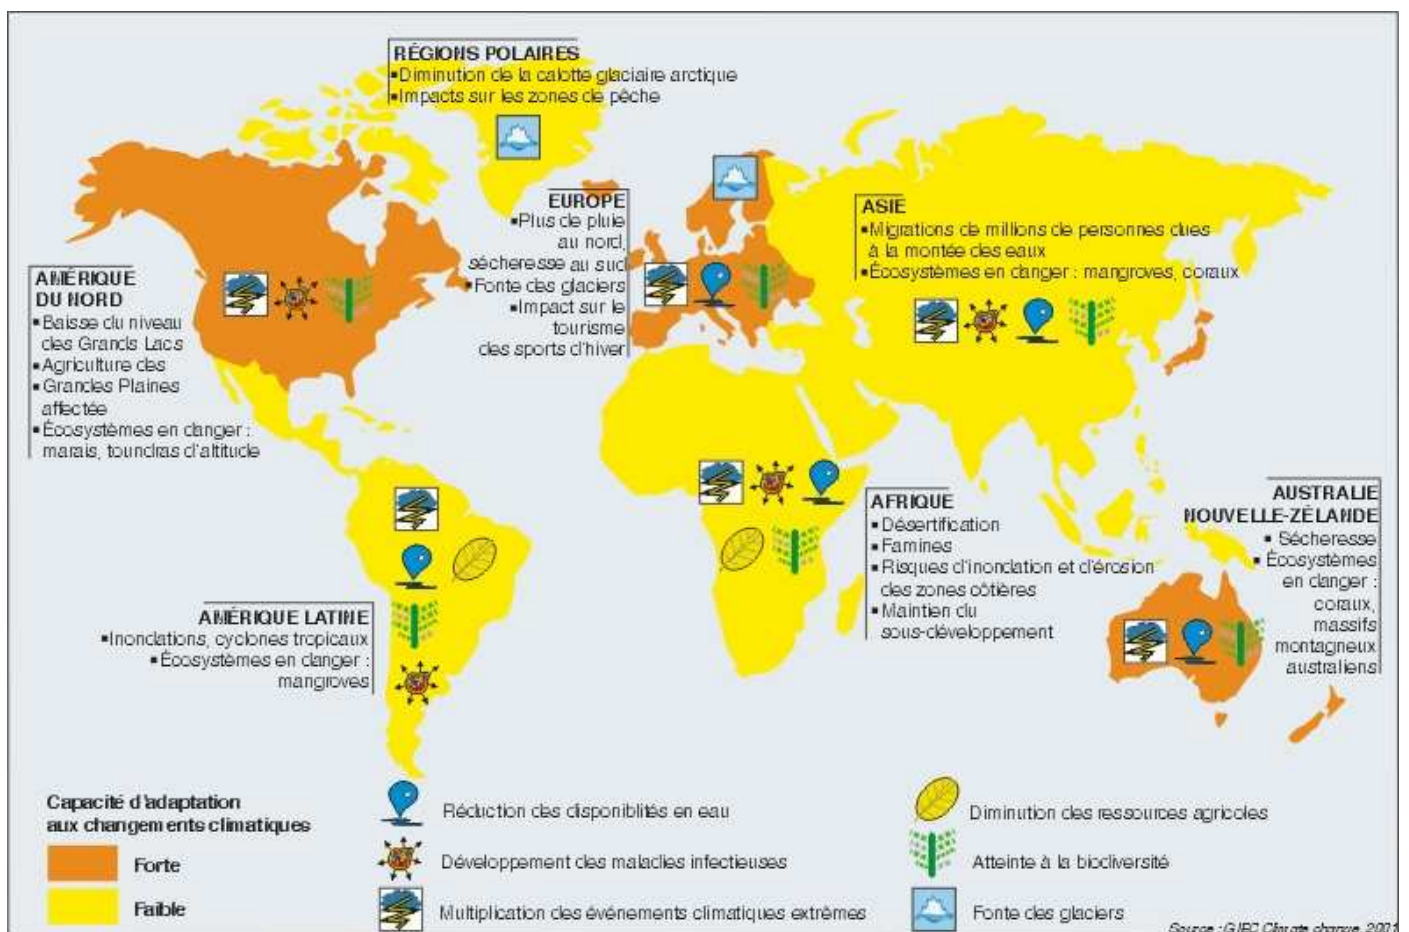 RÉGIONS POLAIRES
▪Diminution de la calotte glaciaire arctique
▪Impacts sur les zones de pêche
EUROPE
▪Plus de pluie
au nord,
sécheresse au sud
▪Fonte des glaciers
▪Impact sur le
tourisme
des sports d'hiver
ASIE
▪Migrations de millions de personnes dues
à la montée des eaux
▪Écosystèmes en danger : mangroves, coraux
AMÉRIQUE
DU NORD
▪Baisse du niveau
des Grands Lacs
▪Agriculture des
▪Grandes Plaines
affectée
▪Écosystèmes en danger :
marais, toundras d'altitude
AFRIQUE
▪Désertification
▪Famines
▪Risques d'inondation et d'érosion
des zones côtières
▪Maintien du
sous-développement
AUSTRALIE
NOUVELLE-ZÉLANDE
▪Sécheresse
▪Écosystèmes
en danger :
coraux,
massifs
montagneux
australiens
AMÉRIQUE LATINE
▪Inondations, cyclones tropicaux
▪Écosystèmes en danger :
mangroves
Capacité d'adaptation
aux changements climatiques
Forte
Faible
Réduction des disponiblités en eau
Développement des maladies infectieuses
Multiplication des événements climatiques extrêmes
Diminution des ressources agricoles
Atteinte à la biodiversité
Fonte des glaciers
Source : GIEC Climate change, 2001